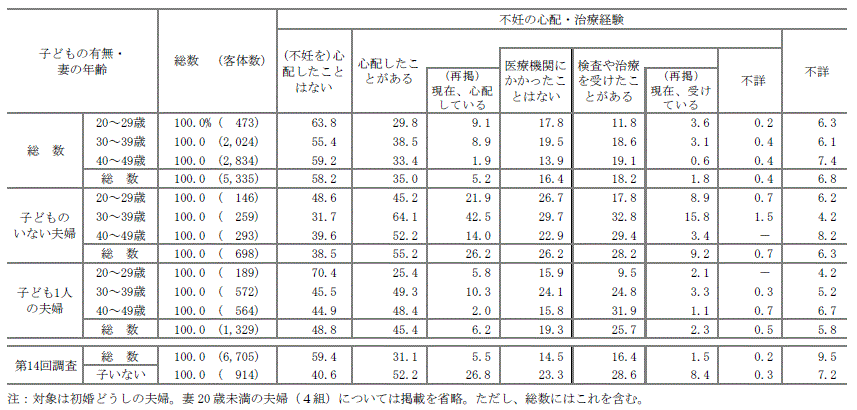 不妊の心配・治療経験
子どもの有無・
妻の年齢
総数 (客体数)
(不妊を)心配したことはない
心配したことがある
(再掲)現在、心配している
医療機関にかかったことはない
検査や治療を受けたことがある
(再掲)現在、受けている
不詳
不詳
総 数
20～29歳 100.0% ( 473) 63.8 29.8 9.1 17.8 11.8 3.6 0.2 6.3
30～39歳 100.0 (2,024) 55.4 38.5 8.9 19.5 18.6 3.1 0.4 6.1
40～49歳 100.0 (2,834) 59.2 33.4 1.9 13.9 19.1 0.6 0.4 7.4
総 数 100.0 (5,335) 58.2 35.0 5.2 16.4 18.2 1.8 0.4 6.8
子どもの
いない夫婦
20～29歳 100.0 ( 146) 48.6 45.2 21.9 26.7 17.8 8.9 0.7 6.2
30～39歳 100.0 ( 259) 31.7 64.1 42.5 29.7 32.8 15.8 1.5 4.2
40～49歳 100.0 ( 293) 39.6 52.2 14.0 22.9 29.4 3.4 － 8.2
総 数 100.0 ( 698) 38.5 55.2 26.2 26.2 28.2 9.2 0.7 6.3
子ども1人
の夫婦
20～29歳 100.0 ( 189) 70.4 25.4 5.8 15.9 9.5 2.1 － 4.2
30～39歳 100.0 ( 572) 45.5 49.3 10.3 24.1 24.8 3.3 0.3 5.2
40～49歳 100.0 ( 564) 44.9 48.4 2.0 15.8 31.9 1.1 0.7 6.7
総 数 100.0 (1,329) 48.8 45.4 6.2 19.3 25.7 2.3 0.5 5.8
第14回調査
総 数 100.0 (6,705) 59.4 31.1 5.5 14.5 16.4 1.5 0.2 9.5
子いない 100.0 ( 914) 40.6 52.2 26.8 23.3 28.6 8.4 0.3 7.2
注：対象は初婚どうしの夫婦。妻20歳未満の夫婦（４組）については掲載を省略。ただし、総数にはこれを含む。